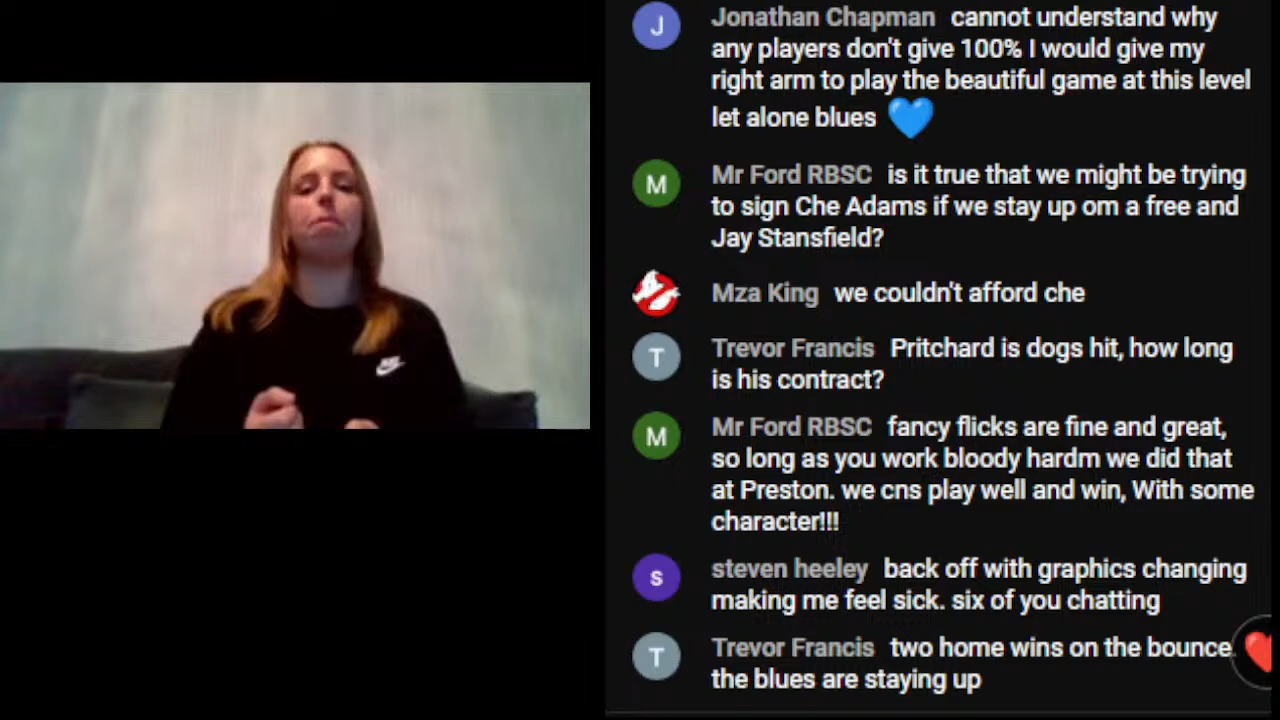 J
Jonathan Chapman cannot understand why
any players don't give 100% I would give my
right arm to play the beautiful game at this level
let alone blues
M
Mr Ford RBSC is it true that we might be trying
to sign Che Adams if we stay up om a free and
Jay Stansfield?
Mza King we couldn't afford che
T
Trevor Francis Pritchard is dogs hit, how long
is his contract?
M
Mr Ford RBSC fancy flicks are fine and great,
so long as you work bloody hardm we did that
at Preston. we cns play well and win, With some
character!!!
s
steven heeley back off with graphics changing
making me feel sick. six of you chatting
T
Trevor Francis two home wins on the bounce.
the blues are staying up